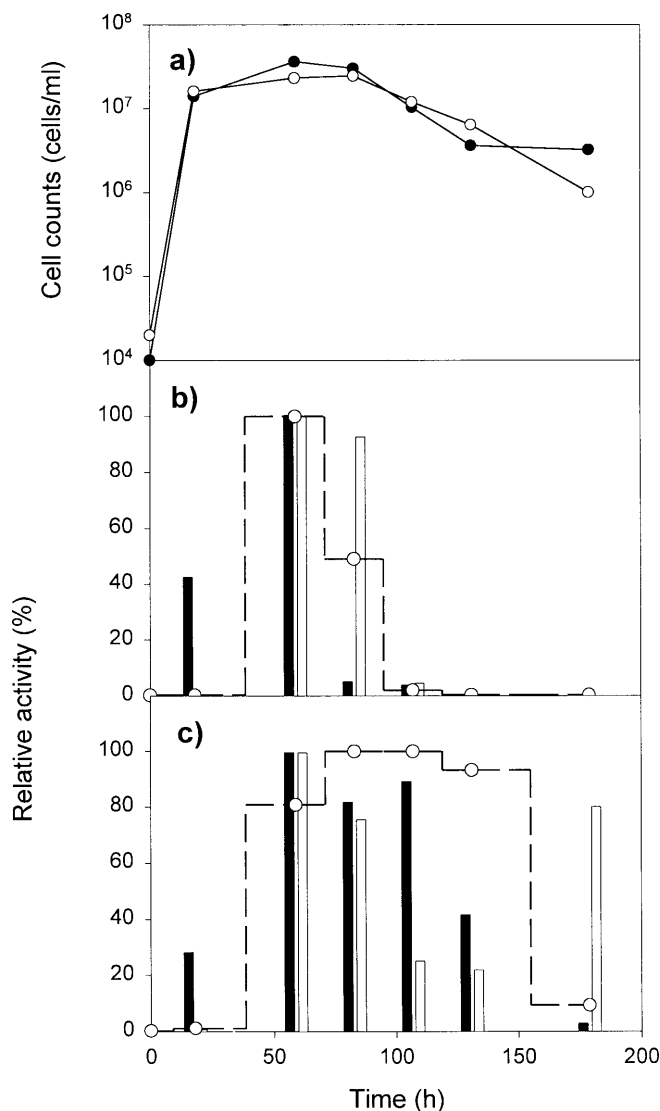 a)
Cell counts (cells/ml)
10⁸
10⁷
10⁶
10⁵
10⁴
b)
100
80
60
40
20
0
Relative activity (%)
c)
100
80
60
40
20
0
0 50 100 150 200
Time (h)